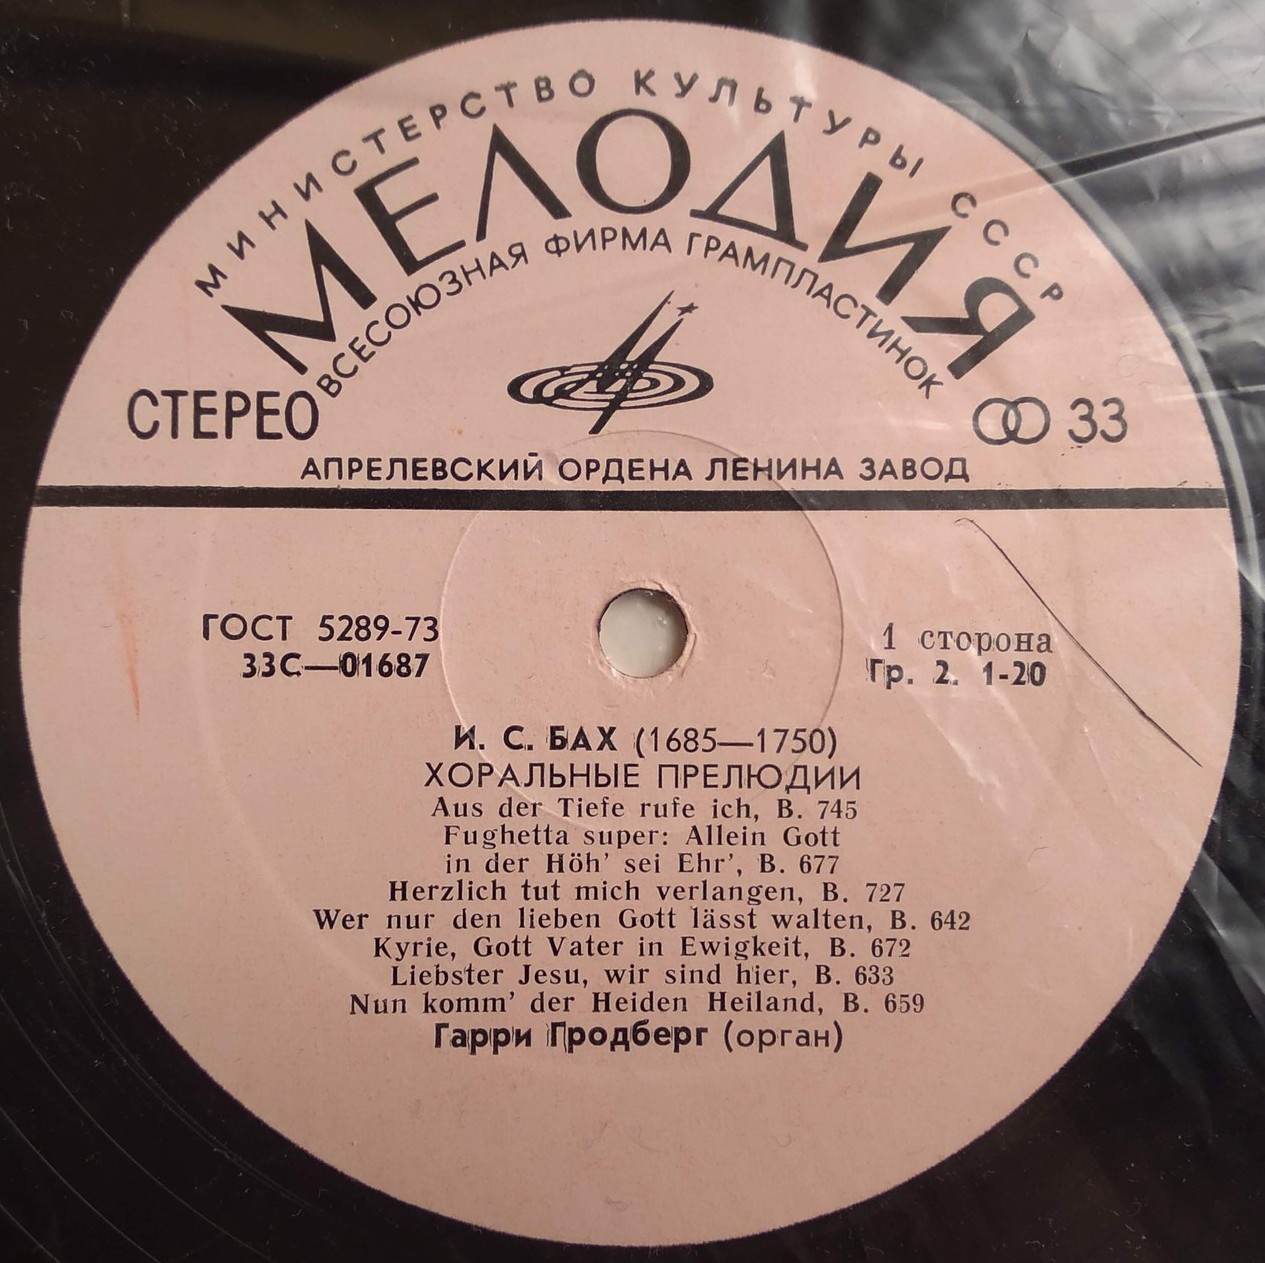 МИНИСТЕРСТВО КУЛЬТУРЫ СССР
МЕЛОДИЯ
ВСЕСОЮЗНАЯ ФИРМА ГРАМПЛАСТИНОК
СТЕРЕО
33
АПРЕЛЕВСКИЙ ОРДЕНА ЛЕНИНА ЗАВОД
ГОСТ 5289-73
33С—01687
1 сторона
Гр. 2. 1-20
И. С. БАХ (1685—1750)
ХОРАЛЬНЫЕ ПРЕЛЮДИИ
Aus der Tiefe rufe ich, B. 745
Fughetta super: Allein Gott
in der Höh' sei Ehr', B. 677
Herzlich tut mich verlangen, B. 727
Wer nur den lieben Gott lässt walten, B. 642
Kyrie, Gott Vater in Ewigkeit, B. 672
Liebster Jesu, wir sind hier, B. 633
Nun komm' der Heiden Heiland, B. 659
Гарри Гродберг (орган)